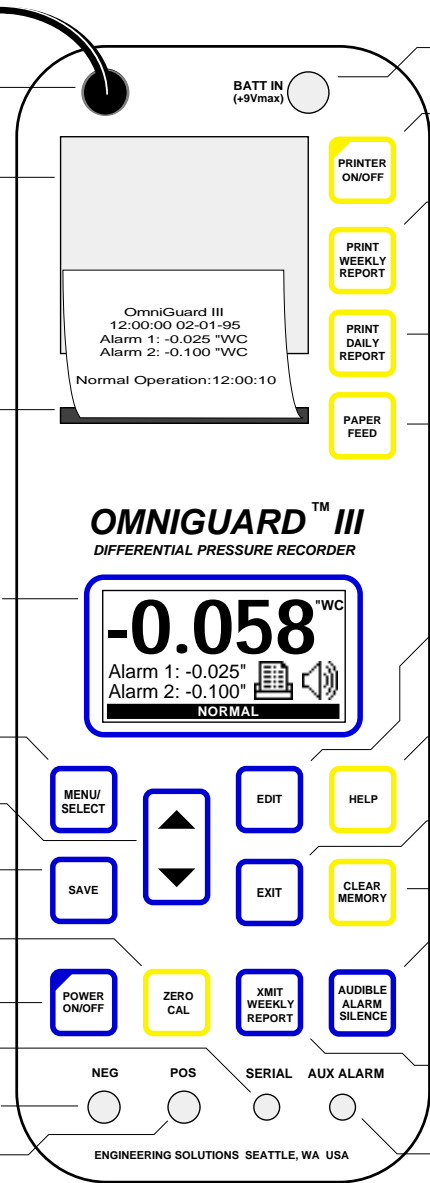 BATT IN
(+9Vmax)
PRINTER
ON/OFF
PRINT
WEEKLY
REPORT
PRINT
DAILY
REPORT
PAPER
FEED
OmniGuard III
12:00:00 02-01-95
Alarm 1: -0.025 "WC
Alarm 2: -0.100 "WC
Normal Operation:12:00:10
OMNIGUARD ™ III
DIFFERENTIAL PRESSURE RECORDER
-0.058 "WC
Alarm 1: -0.025"
Alarm 2: -0.100"
NORMAL
MENU/
SELECT
EDIT
HELP
SAVE
EXIT
CLEAR
MEMORY
POWER
ON/OFF
ZERO
CAL
XMIT
WEEKLY
REPORT
AUDIBLE
ALARM
SILENCE
NEG POS SERIAL AUX ALARM
ENGINEERING SOLUTIONS SEATTLE, WA USA